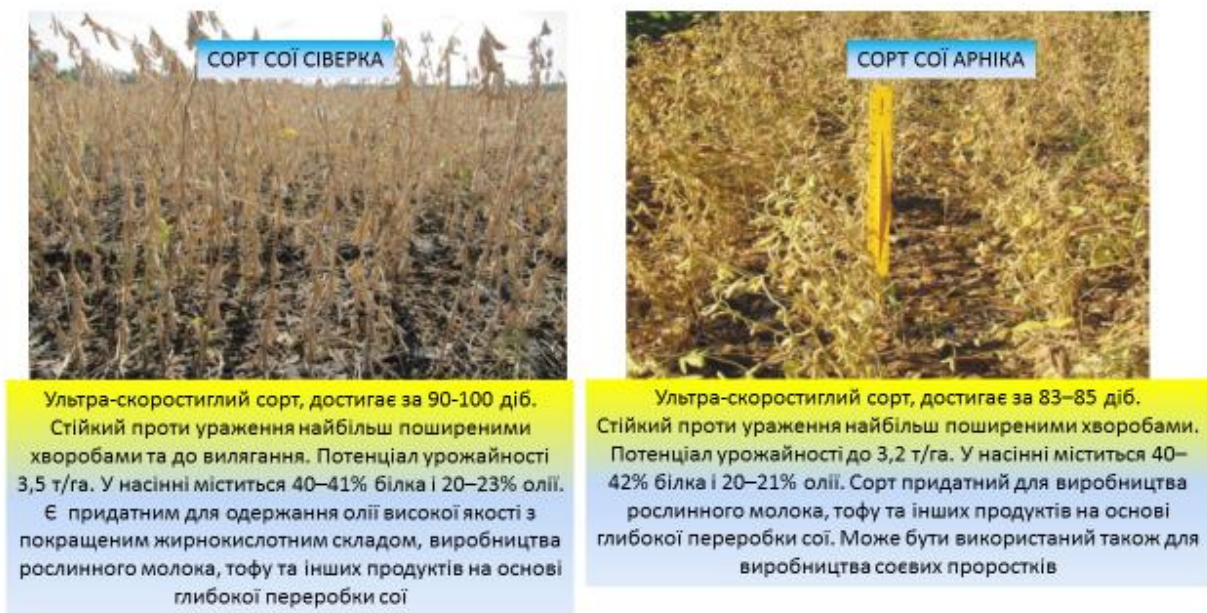 СОРТ СОЇ СІВЕРКА
Ультра-скоростиглий сорт, достигає за 90-100 діб.
Стійкий проти ураження найбільш поширеними
хворобами та до вилягання. Потенціал урожайності
3,5 т/га. У насінні міститься 40–41% білка і 20–23% олії.
Є придатним для одержання олії високої якості з
покращеним жирнокислотним складом, виробництва
рослинного молока, тофу та інших продуктів на основі
глибокої переробки сої
СОРТ СОЇ АРНІКА
Ультра-скоростиглий сорт, достигає за 83–85 діб.
Стійкий проти ураження найбільш поширеними хворобами.
Потенціал урожайності до 3,2 т/га. У насінні міститься 40–
42% білка і 20–21% олії. Сорт придатний для виробництва
рослинного молока, тофу та інших продуктів на основі
глибокої переробки сої. Може бути використаний також для
виробництва соєвих проростків